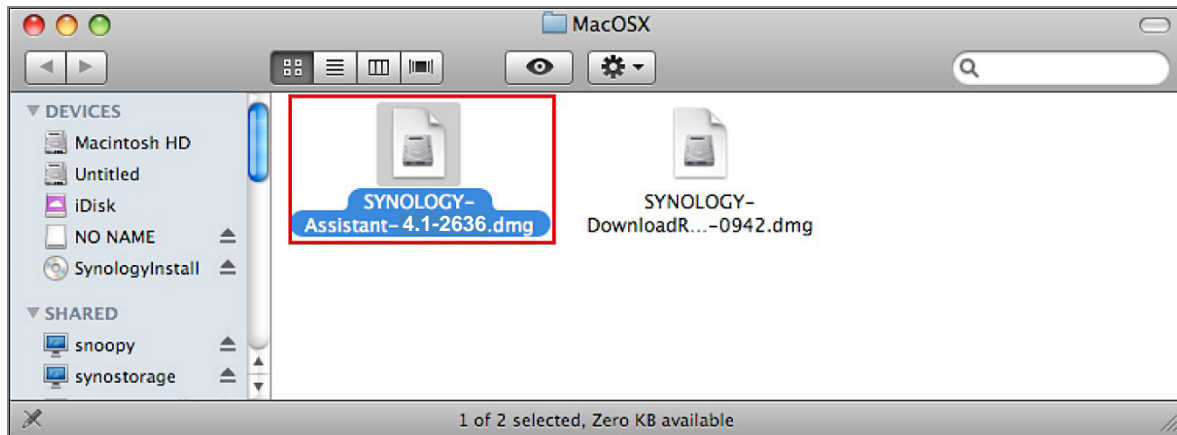 MacOSX
DEVICES
Macintosh HD
Untitled
iDisk
NO NAME
SynologyInstall
SHARED
snoopy
synostorage
SYNOLOGY-
Assistant-4.1-2636.dmg
SYNOLOGY-
DownloadR...-0942.dmg
1 of 2 selected, Zero KB available